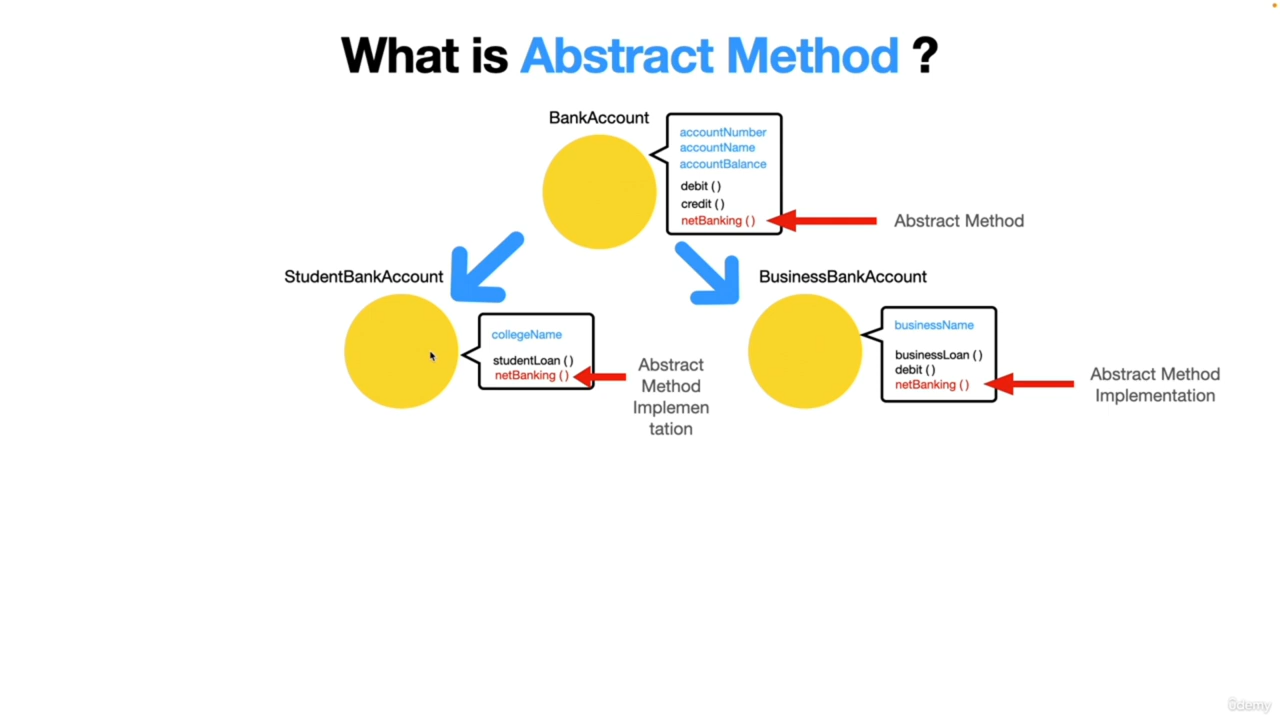 What is Abstract Method ?
BankAccount
accountNumber
accountName
accountBalance
debit ( )
credit ( )
netBanking ( )
Abstract Method
StudentBankAccount
collegeName
studentLoan ( )
netBanking ( )
Abstract
Method
Implemen
tation
BusinessBankAccount
businessName
businessLoan ( )
debit ( )
netBanking ( )
Abstract Method
Implementation
ûdemy